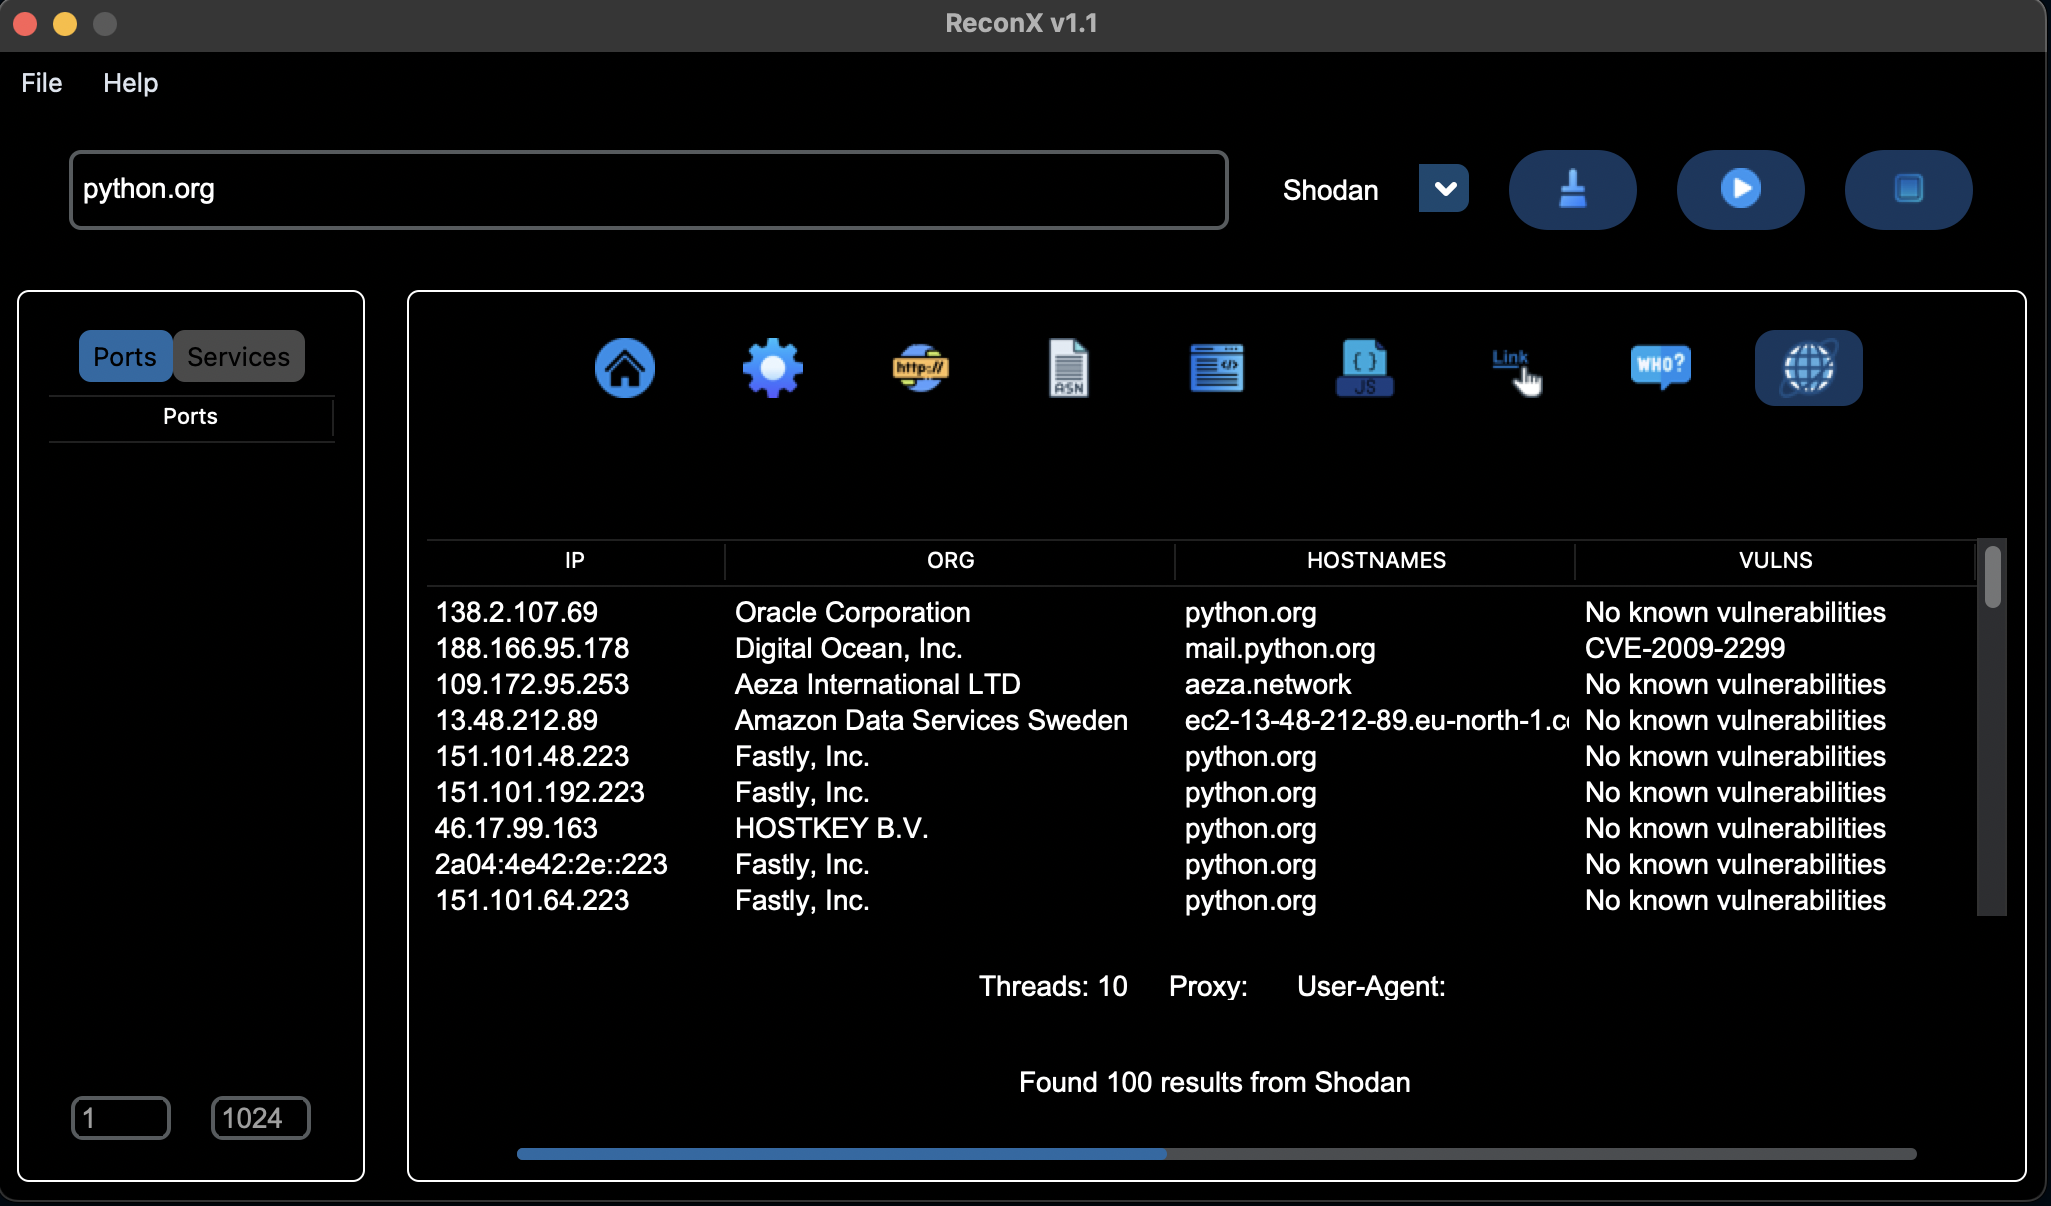 ReconX v1.1
File Help
python.org
Shodan
Ports Services
Ports
http://
ASN
{}
JS
Link
WHO?
IP ORG HOSTNAMES VULNS
138.2.107.69 Oracle Corporation python.org No known vulnerabilities
188.166.95.178 Digital Ocean, Inc. mail.python.org CVE-2009-2299
109.172.95.253 Aeza International LTD aeza.network No known vulnerabilities
13.48.212.89 Amazon Data Services Sweden ec2-13-48-212-89.eu-north-1.c No known vulnerabilities
151.101.48.223 Fastly, Inc. python.org No known vulnerabilities
151.101.192.223 Fastly, Inc. python.org No known vulnerabilities
46.17.99.163 HOSTKEY B.V. python.org No known vulnerabilities
2a04:4e42:2e::223 Fastly, Inc. python.org No known vulnerabilities
151.101.64.223 Fastly, Inc. python.org No known vulnerabilities
Threads: 10 Proxy: User-Agent:
Found 100 results from Shodan
1 1024